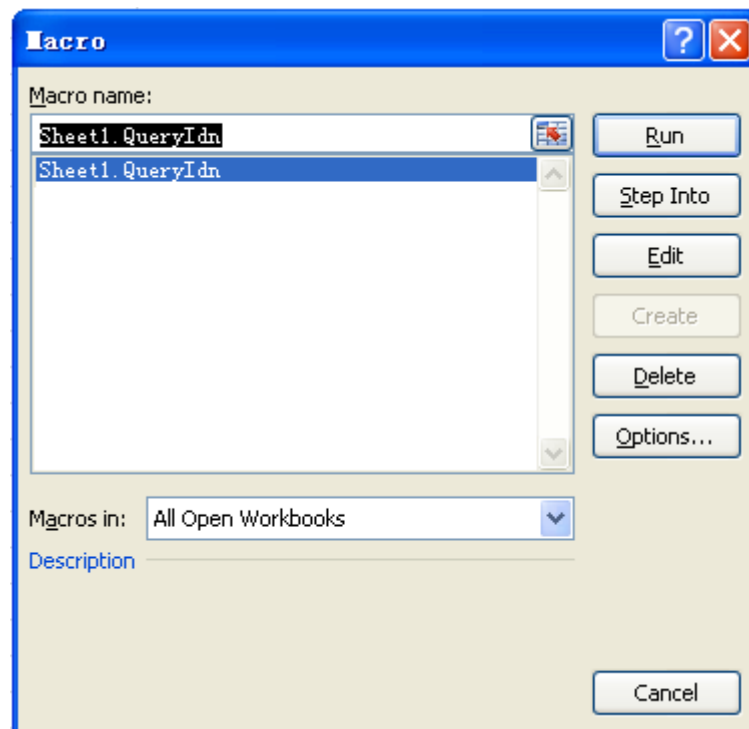 Macro
Macro name:
Sheet1.QueryIdn
Sheet1.QueryIdn
Run
Step Into
Edit
Create
Delete
Options...
Macros in:
All Open Workbooks
Description
Cancel